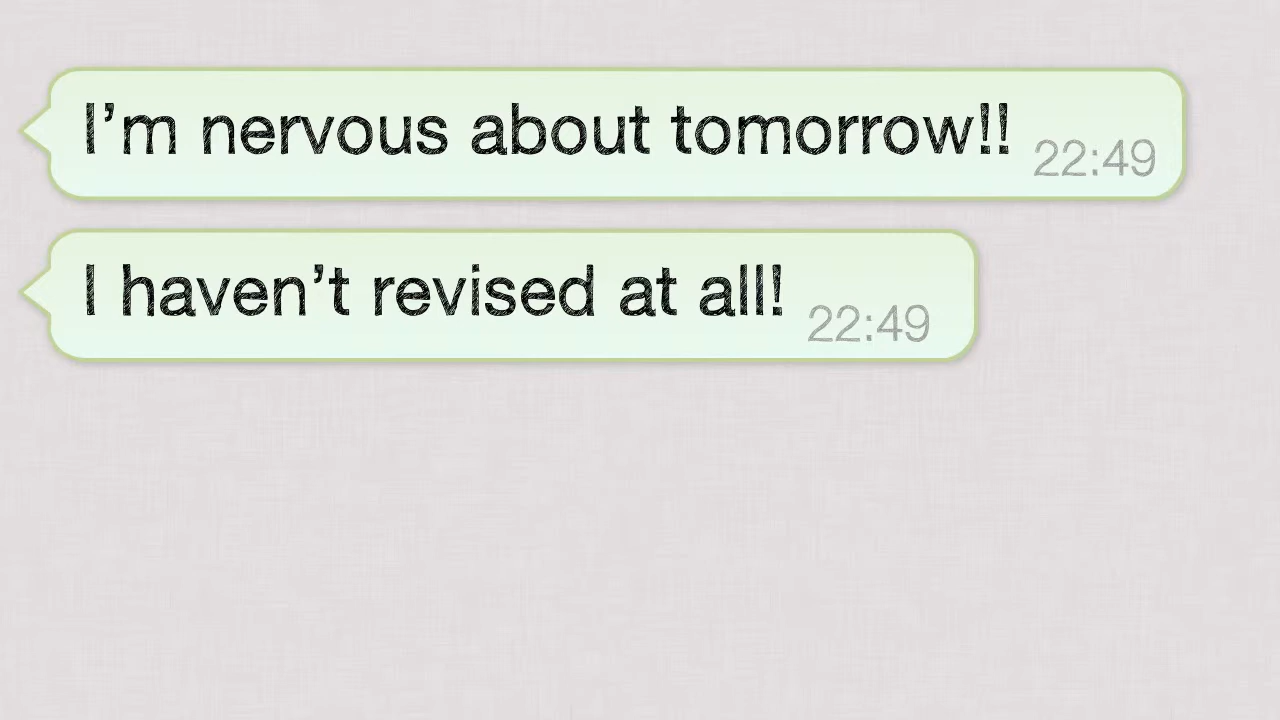 I’m nervous about tomorrow!! 22:49
I haven’t revised at all! 22:49